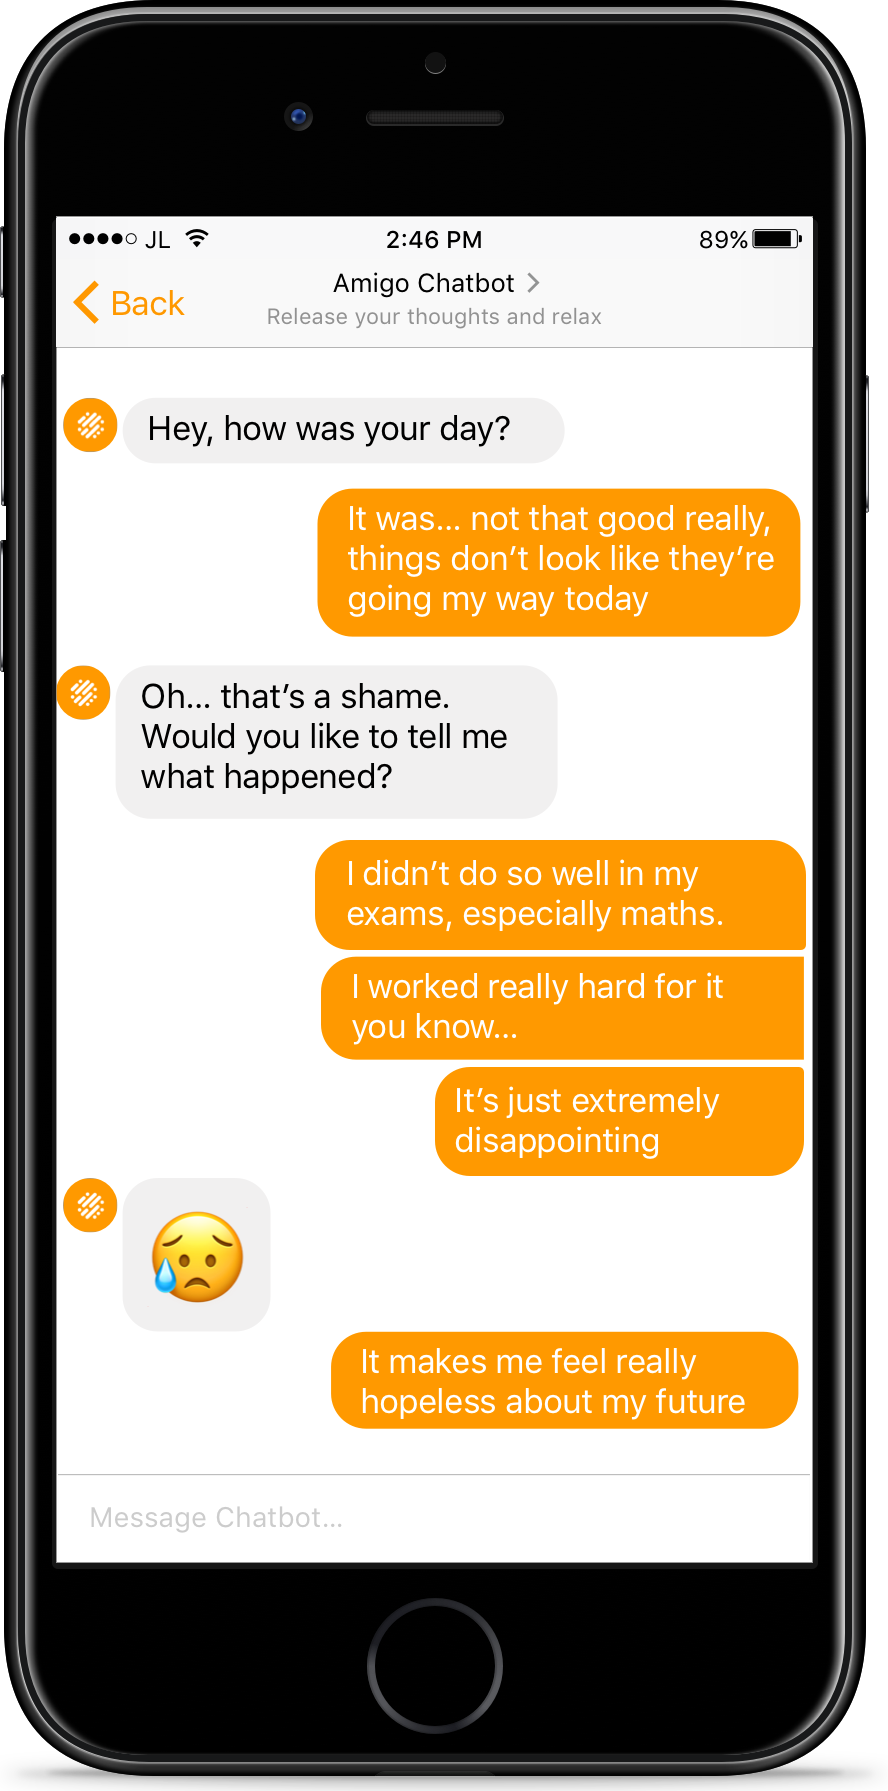 JL
2:46 PM
89%
Back
Amigo Chatbot
Release your thoughts and relax
Hey, how was your day?
It was... not that good really,
things don’t look like they’re
going my way today
Oh... that’s a shame.
Would you like to tell me
what happened?
I didn’t do so well in my
exams, especially maths.
I worked really hard for it
you know...
It’s just extremely
disappointing
It makes me feel really
hopeless about my future
Message Chatbot...